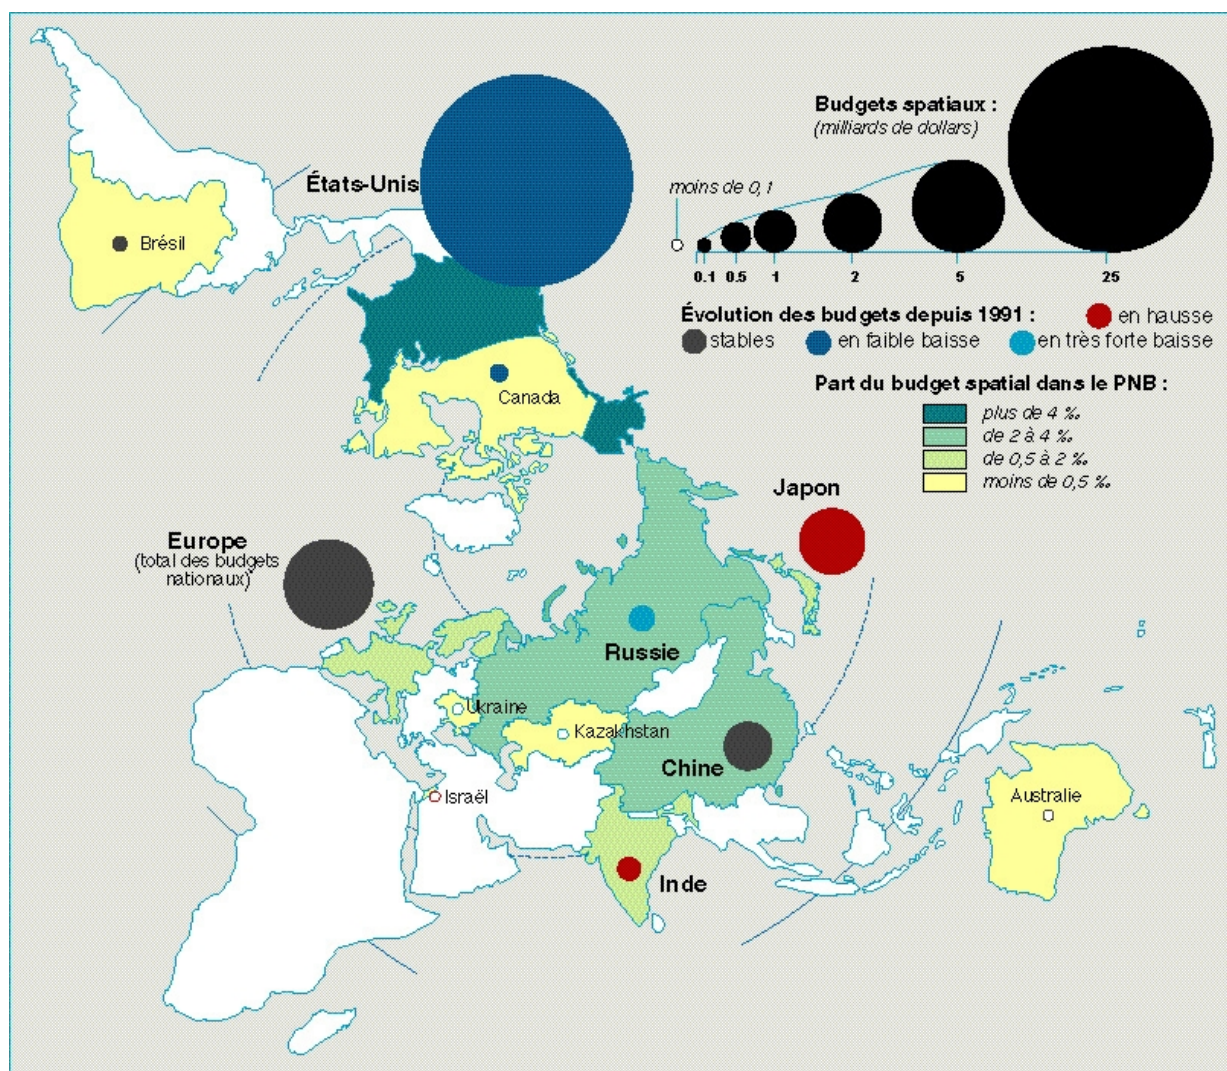 Budgets spatiaux :
(milliards de dollars)
moins de 0,1
0.1 0.5 1 2 5 25
Évolution des budgets depuis 1991 :
en hausse
stables
en faible baisse
en très forte baisse
Part du budget spatial dans le PNB :
plus de 4 ‰
de 2 à 4 ‰
de 0,5 à 2 ‰
moins de 0,5 ‰
États-Unis
Brésil
Canada
Japon
Europe
(total des budgets
nationaux)
Russie
Ukraine
Kazakhstan
Chine
Israël
Australie
Inde